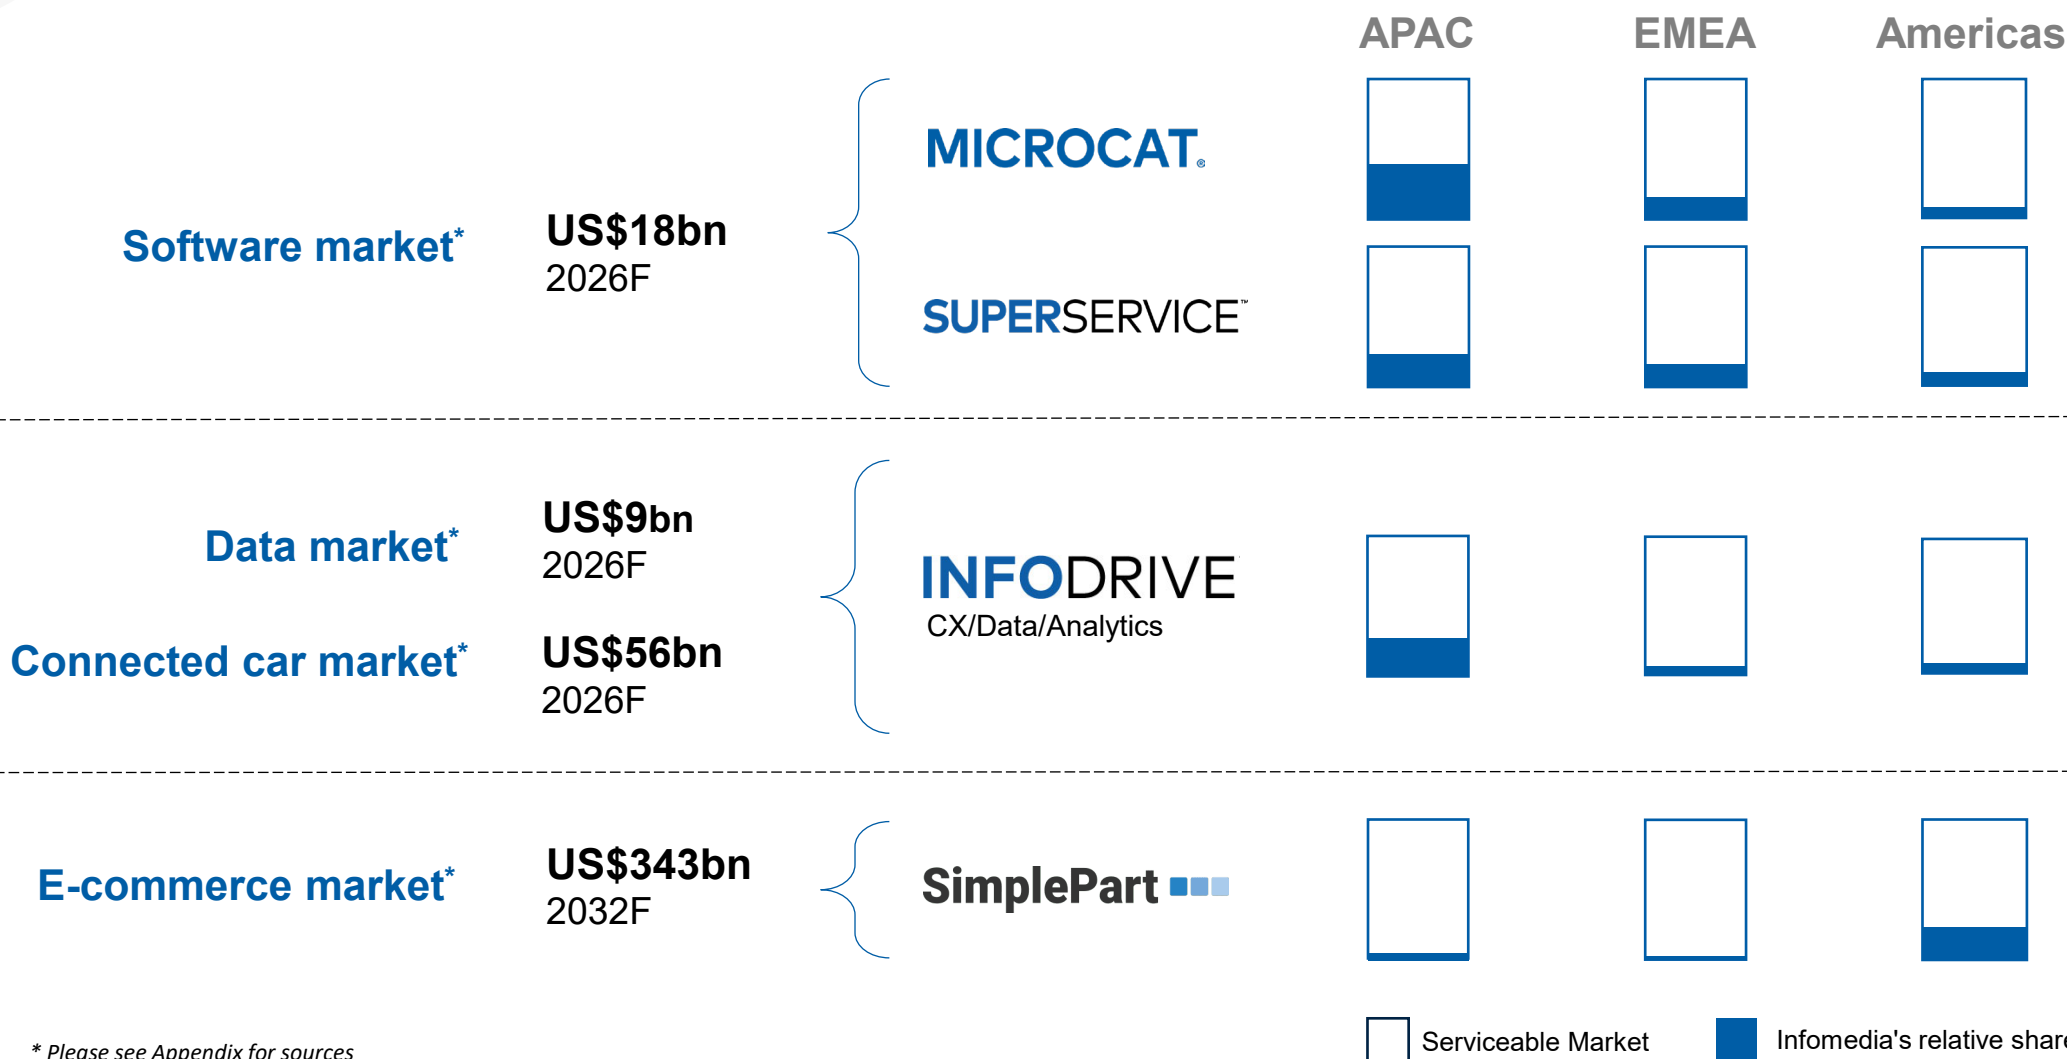 APAC EMEA Americas
MICROCAT®
Software market* US$18bn
2026F
SUPERSERVICE™
Data market* US$9bn
2026F
INFODRIVE
CX/Data/Analytics
Connected car market* US$56bn
2026F
E-commerce market* US$343bn
2032F
SimplePart
Serviceable Market Infomedia's relative share
* Please see Appendix for sources